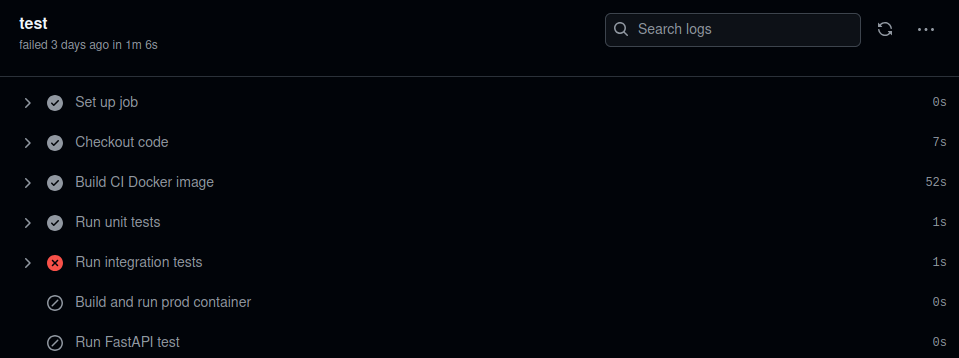 test
failed 3 days ago in 1m 6s
Search logs
Set up job 0s
Checkout code 7s
Build CI Docker image 52s
Run unit tests 1s
Run integration tests 1s
Build and run prod container 0s
Run FastAPI test 0s